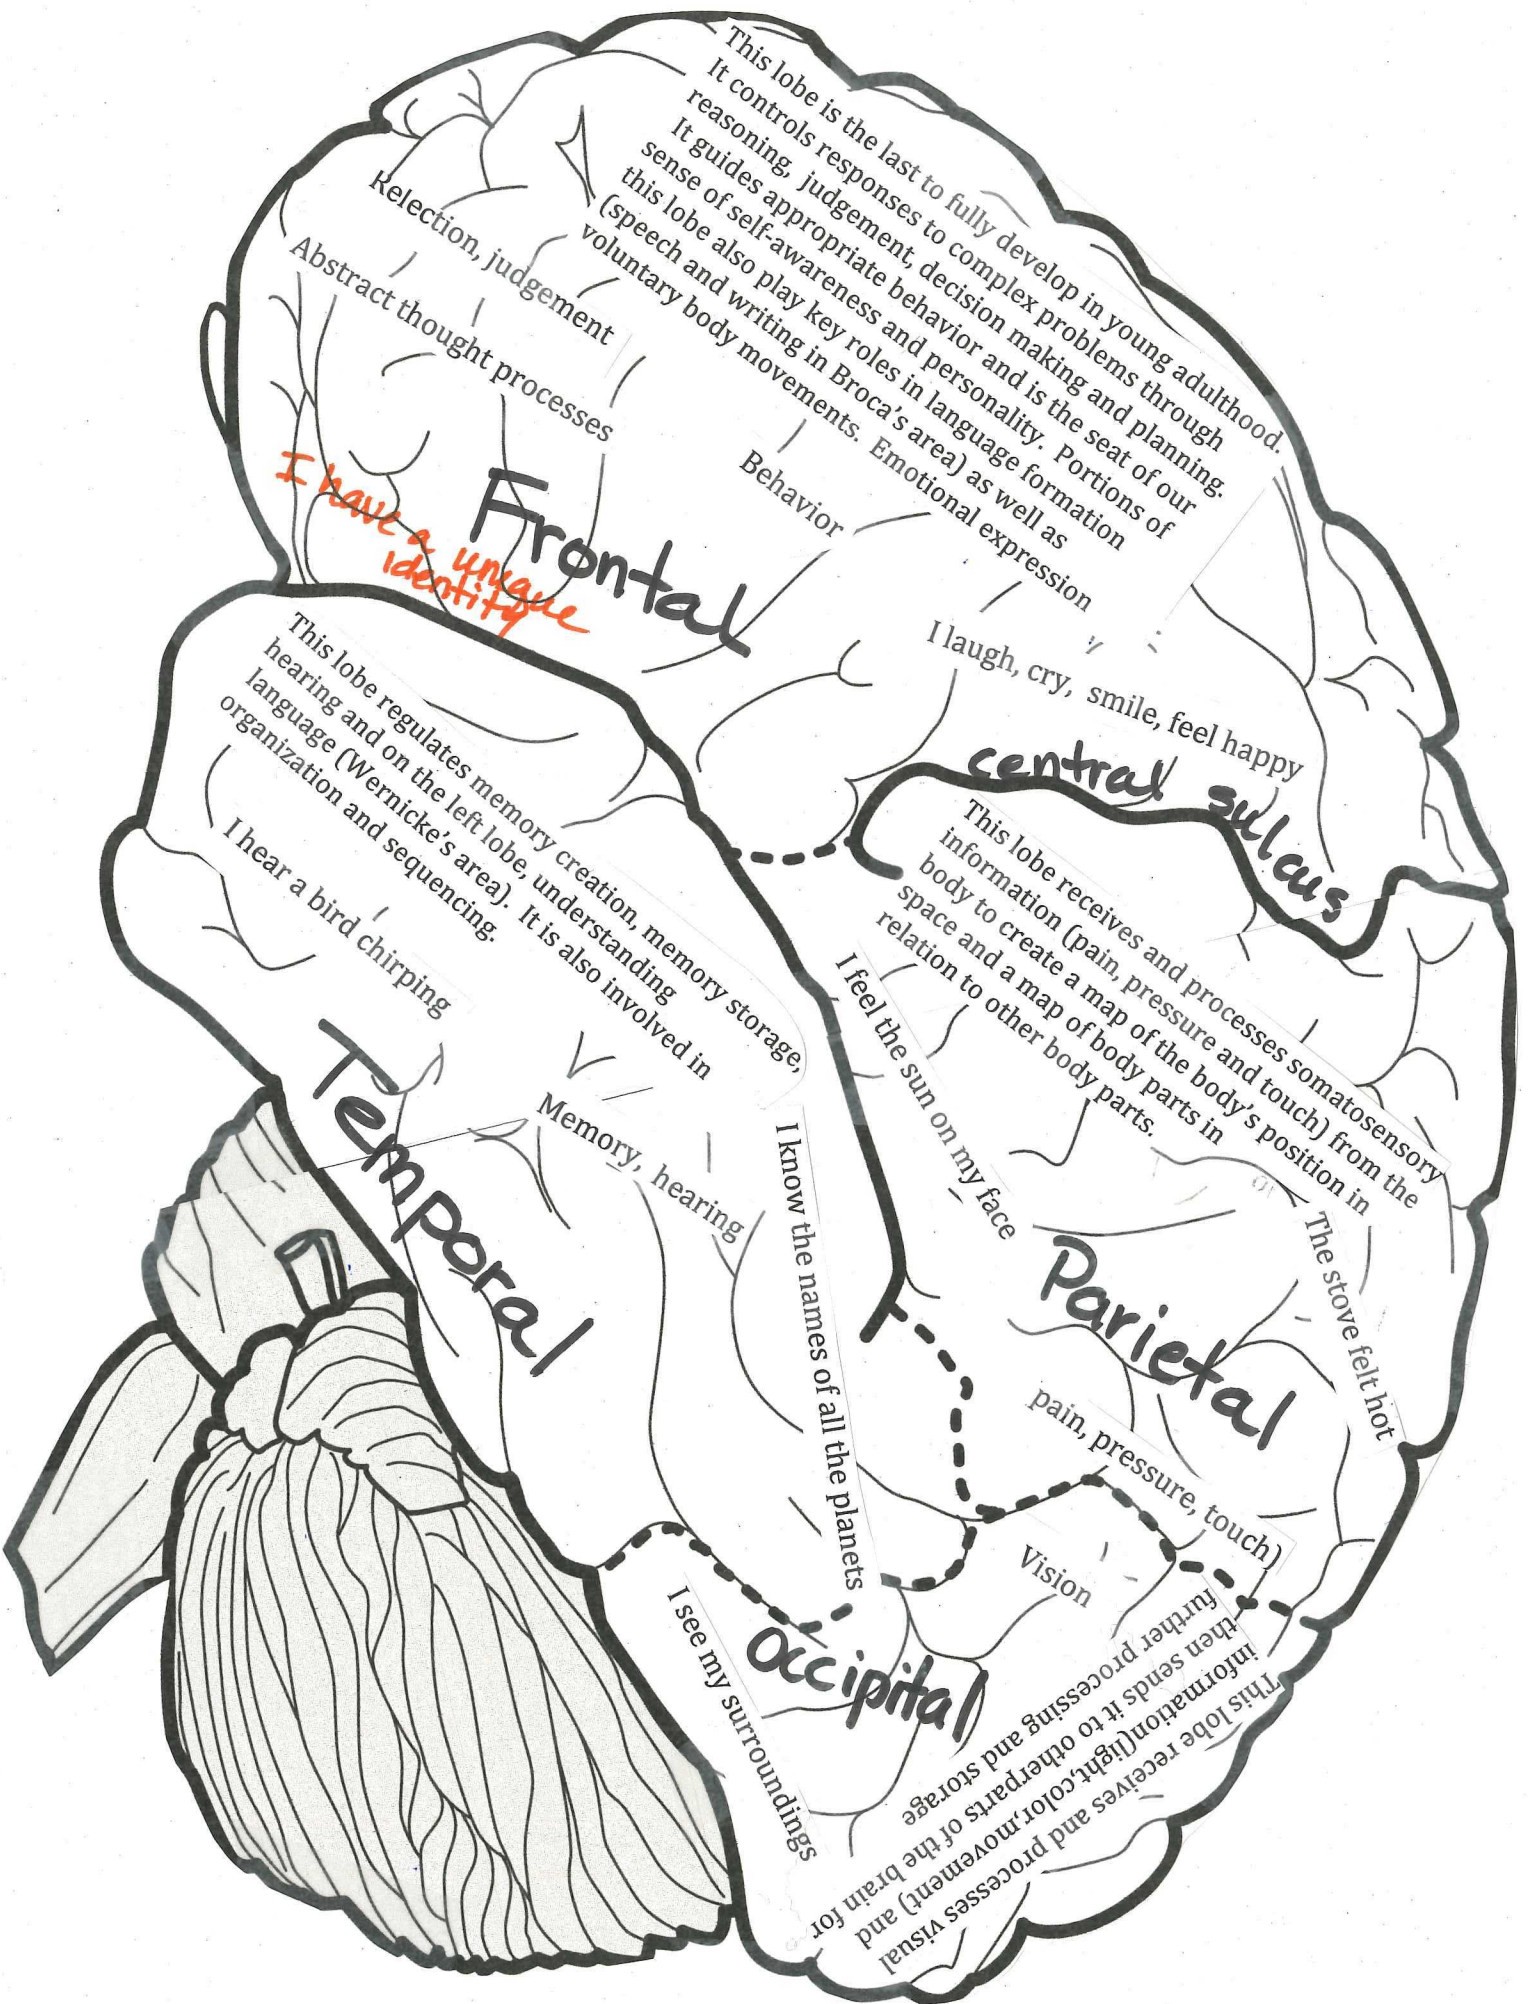 This lobe is the last to fully develop in young adulthood.
It controls responses to complex problems through
reasoning, judgement, decision making and planning.
It guides appropriate behavior and is the seat of our
sense of self-awareness and personality. Portions of
this lobe also play key roles in language formation
(speech and writing in Broca's area) as well as
voluntary body movements. Emotional expression
Relection, judgement
Abstract thought processes
Behavior
Frontal
I have a unique
identity
I laugh, cry, smile, feel happy
central sulcus
This lobe regulates memory creation, memory storage,
hearing and on the left lobe, understanding
language (Wernicke's area). It is also involved in
organization and sequencing.
I hear a bird chirping
Temporal
Memory, hearing
I know the names of all the planets
This lobe receives and processes somatosensory
information (pain, pressure and touch) from the
body to create a map of the body's position in
space and a map of body parts in
relation to other body parts.
I feel the sun on my face
The stove felt hot
Parietal
pain, pressure, touch)
Vision
Occipital
I see my surroundings
This lobe receives and processes visual
information(light,color,movement) and
then sends it to otherparts of the brain for
further processing and storage